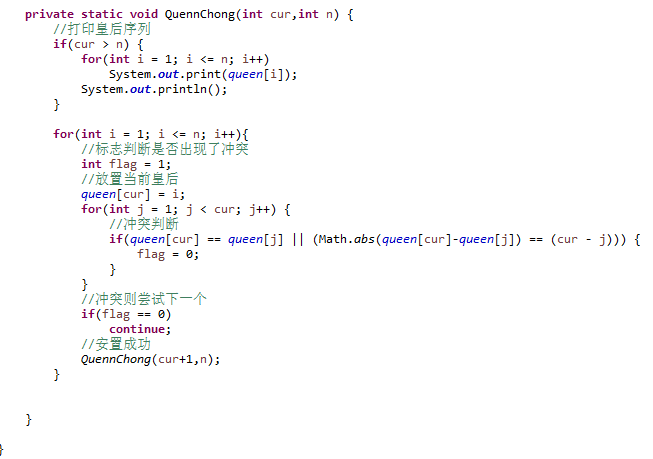 private static void QuennChong(int cur,int n) {
//打印皇后序列
if(cur > n) {
for(int i = 1; i <= n; i++)
System.out.print(queen[i]);
System.out.println();
}
for(int i = 1; i <= n; i++){
//标志判断是否出现了冲突
int flag = 1;
//放置当前皇后
queen[cur] = i;
for(int j = 1; j < cur; j++) {
//冲突判断
if(queen[cur] == queen[j] || (Math.abs(queen[cur]-queen[j]) == (cur - j))) {
flag = 0;
}
}
//冲突则尝试下一个
if(flag == 0)
continue;
//安置成功
QuennChong(cur+1,n);
}
}
}